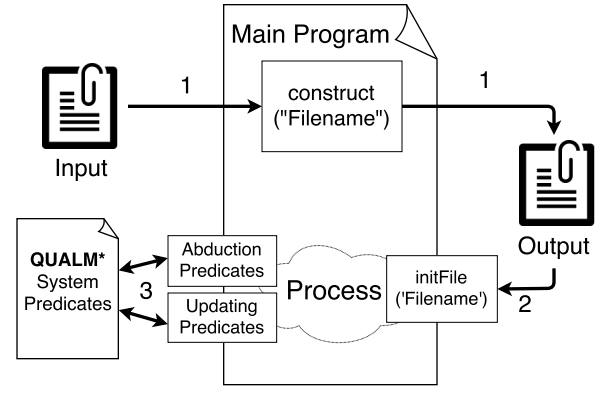 Main Program
1
1
construct
("Filename")
Input
Output
QUALM*
System
Predicates
3
Abduction
Predicates
Updating
Predicates
Process
initFile
('Filename')
2